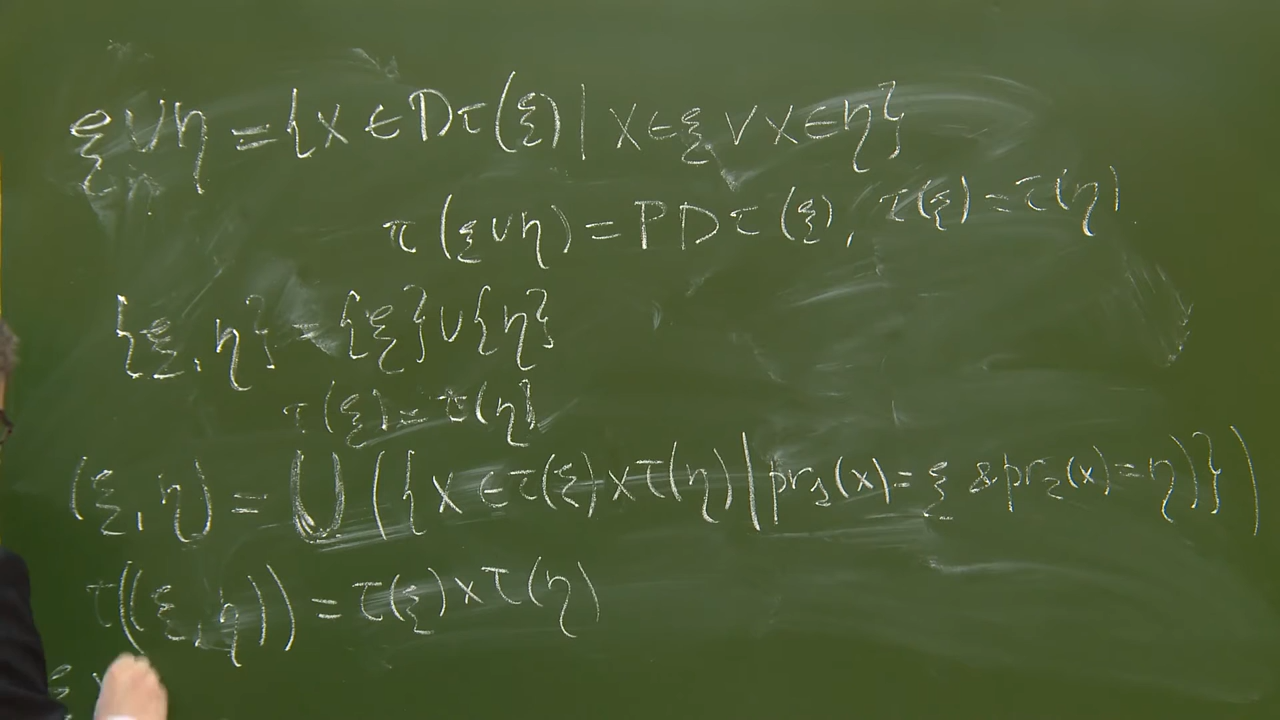 ξ∪η = {x ∈ Dτ(ξ) | x∈ξ ∨ x∈η}
τ(ξ∪η) = PDτ(ξ), τ(ξ) = τ(η)
{ξ, η} = {ξ}∪{η}
τ(ξ) = τ(η)
(ξ, η) = ⋃({x ∈ τ(ξ)×τ(η) | pr₁(x) = ξ & pr₂(x) = η)})
τ((ξ, η)) = τ(ξ)×τ(η)